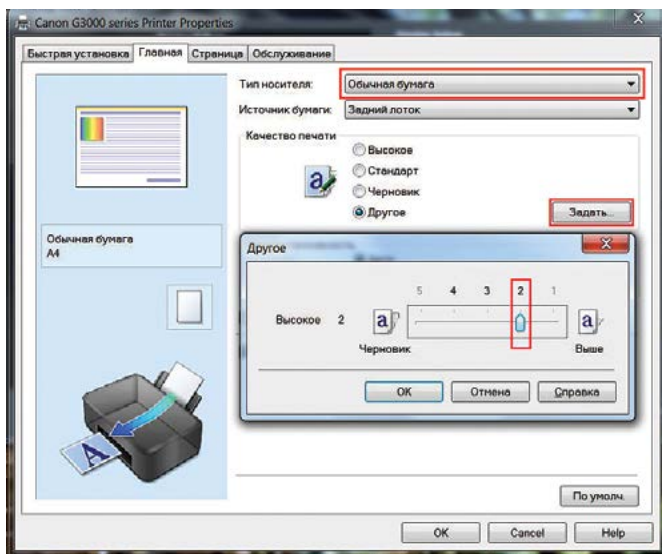 Canon G3000 series Printer Properties
Быстрая установка Главная Страница Обслуживание
Тип носителя: Обычная бумага
Источник бумаги: Задний лоток
Качество печати
Высокое
Стандарт
Черновик
Другое Задать...
Обычная бумага
A4
Другое
5 4 3 2 1
Высокое 2
Черновик Выше
OK Отмена Справка
По умолч.
OK Cancel Help